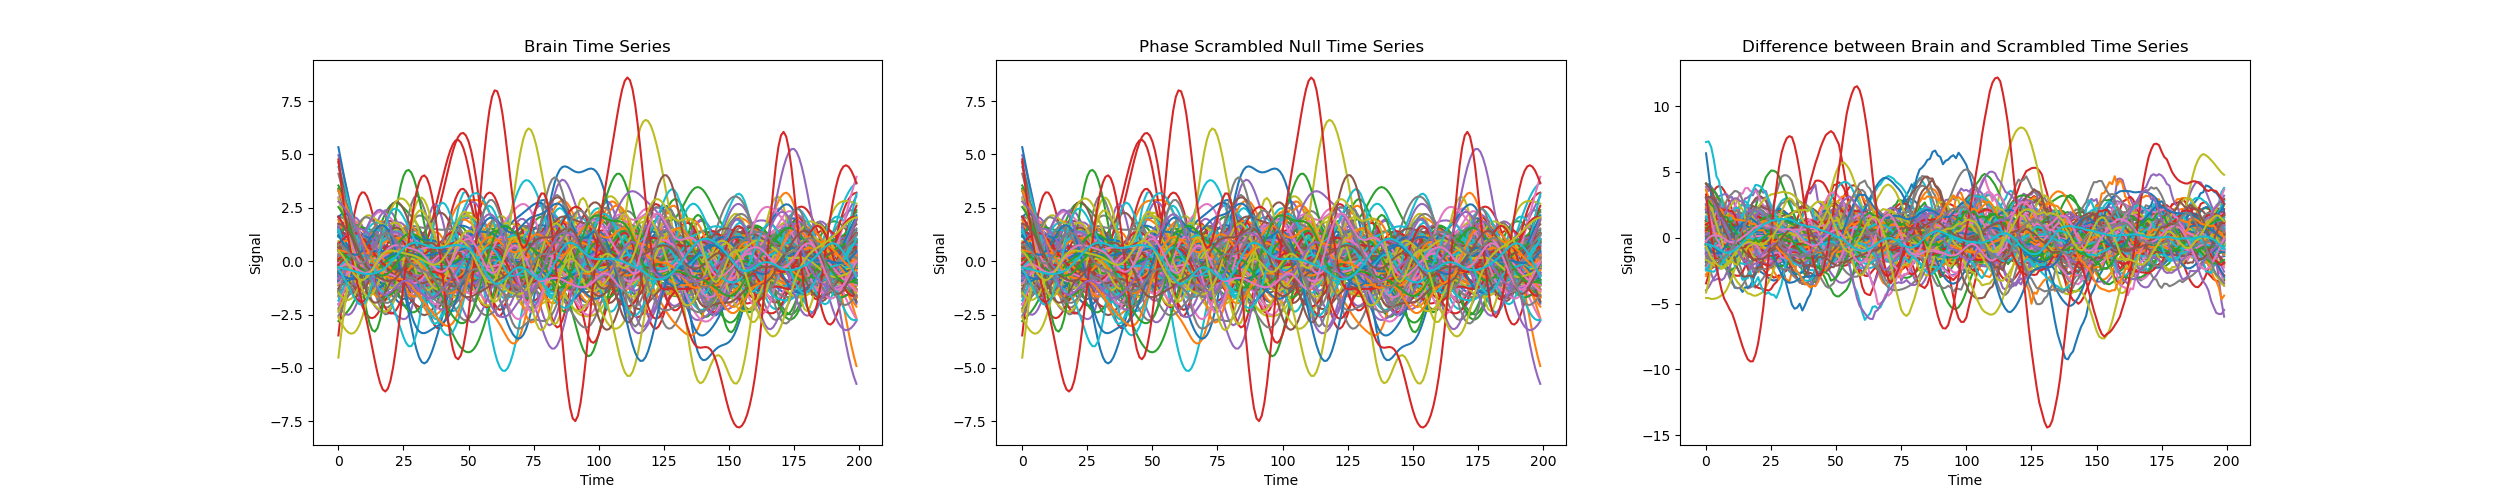 Brain Time Series
Signal
7.5
5.0
2.5
0.0
−2.5
−5.0
−7.5
0 25 50 75 100 125 150 175 200
Time
Phase Scrambled Null Time Series
Signal
7.5
5.0
2.5
0.0
−2.5
−5.0
−7.5
0 25 50 75 100 125 150 175 200
Time
Difference between Brain and Scrambled Time Series
Signal
10
5
0
−5
−10
−15
0 25 50 75 100 125 150 175 200
Time